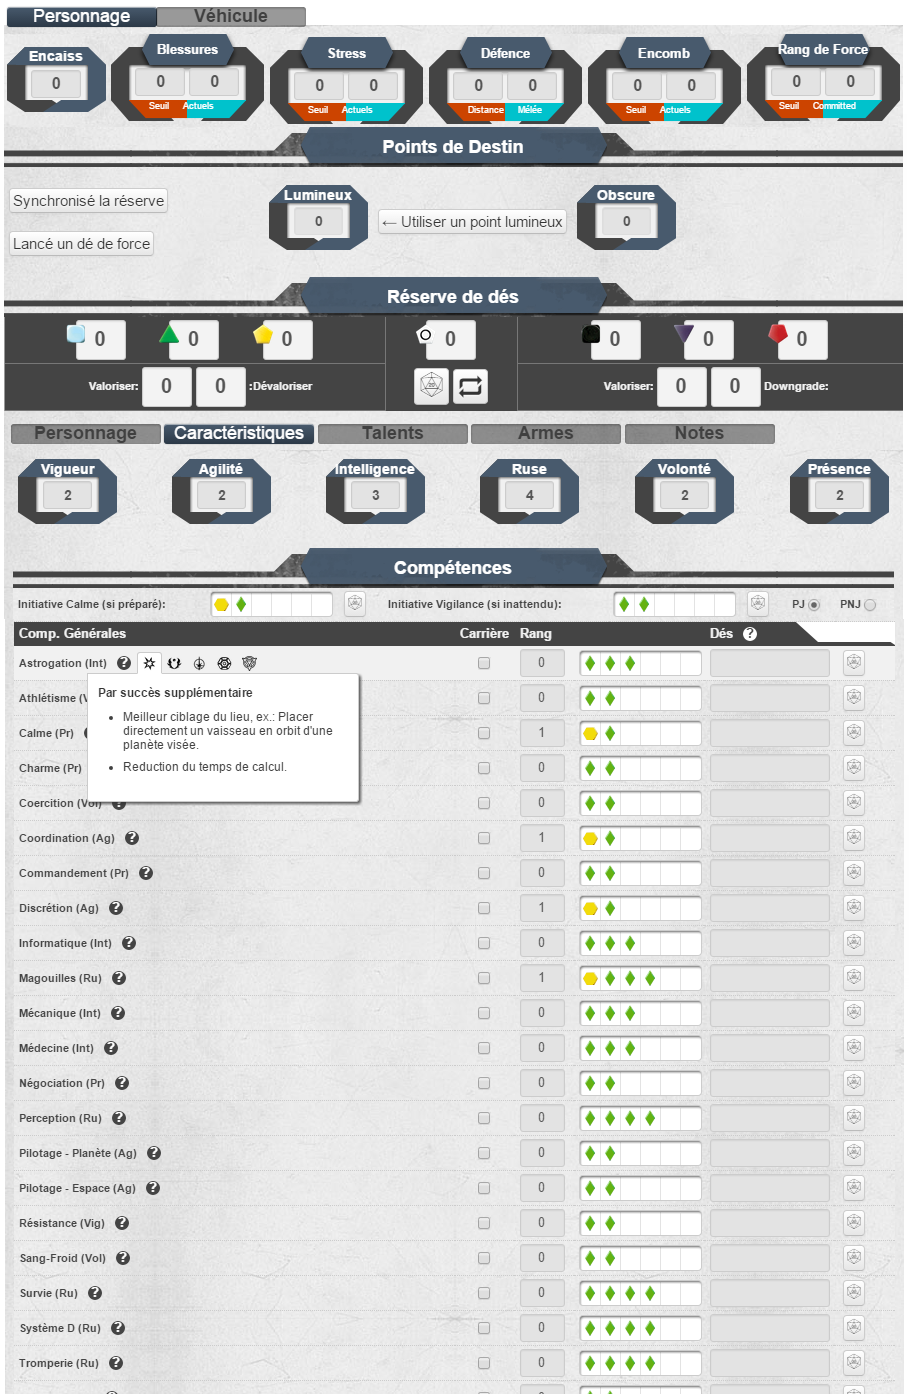 Personnage Véhicule
Encaiss Blessures Stress Défence Encomb Rang de Force
0 0 0 0 0 0 0 0 0 0 0
Seuil Actuels Seuil Actuels Distance Mélée Seuil Actuels Seuil Committed
Points de Destin
Synchronisé la réserve
Lumineux
0
← Utiliser un point lumineux
Obscure
0
Lancé un dé de force
Réserve de dés
0 0 0 0 0 0 0
Valoriser: 0 0 :Dévaloriser Valoriser: 0 0 Downgrade:
Personnage Caractéristiques Talents Armes Notes
Vigueur Agilité Intelligence Ruse Volonté Présence
2 2 3 4 2 2
Compétences
Initiative Calme (si préparé): Initiative Vigilance (si inattendu): PJ PNJ
Comp. Générales Carrière Rang Dés ?
Astrogation (Int) ? 0
Par succès supplémentaire
• Meilleur ciblage du lieu, ex.: Placer
directement un vaisseau en orbit d'une
planète visée.
• Reduction du temps de calcul.
Athlétisme (V 0
Calme (Pr) 1
Charme (Pr) 0
Coercition (Vol) ? 0
Coordination (Ag) ? 1
Commandement (Pr) ? 0
Discrétion (Ag) ? 1
Informatique (Int) ? 0
Magouilles (Ru) ? 1
Mécanique (Int) ? 0
Médecine (Int) ? 0
Négociation (Pr) ? 0
Perception (Ru) ? 0
Pilotage - Planète (Ag) ? 0
Pilotage - Espace (Ag) ? 0
Résistance (Vig) ? 0
Sang-Froid (Vol) ? 0
Survie (Ru) ? 0
Système D (Ru) ? 0
Tromperie (Ru) ? 0